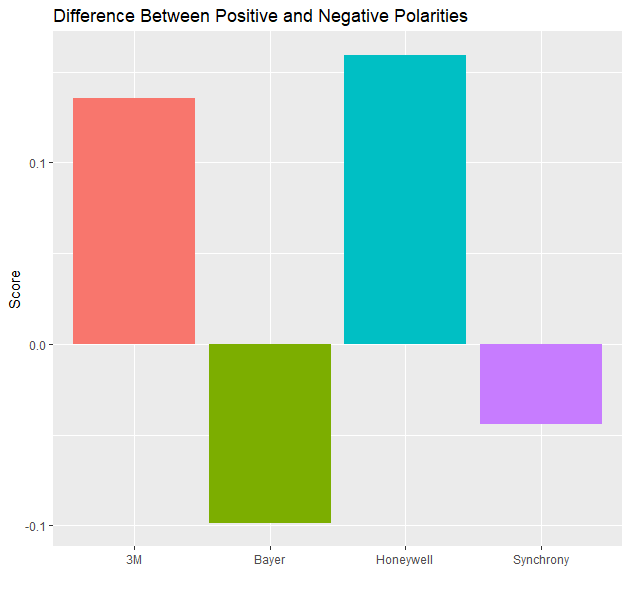 Difference Between Positive and Negative Polarities
Score
0.1
0.0
-0.1
3M Bayer Honeywell Synchrony